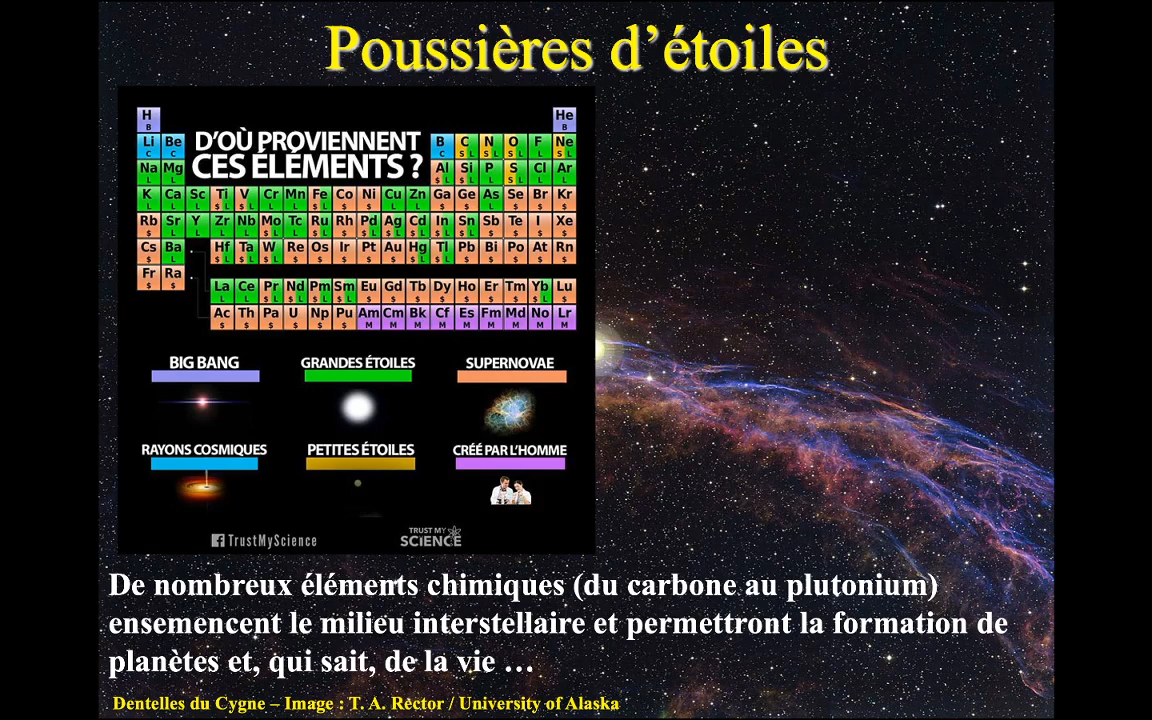 Poussières d’étoiles
H He
B B
D'OÙ PROVIENNENT
CES ÉLÉMENTS ?
Li Be B C N O F Ne
C C C $ L $ L $ L L $ L
Na Mg Al Si P S Cl Ar
L L $ L $ L L $ L L L
K Ca Sc Ti V Cr Mn Fe Co Ni Cu Zn Ga Ge As Se Br Kr
L L L $ L $ L L L $ L $ $ L L $ $ L $ $ $
Rb Sr Y Zr Nb Mo Tc Ru Rh Pd Ag Cd In Sn Sb Te I Xe
$ L L L L $ L L $ L $ $ L $ L $ L $ L $ L $ $ $ $
Cs Ba Hf Ta W Re Os Ir Pt Au Hg Tl Pb Bi Po At Rn
$ L $ L $ L $ L $ $ $ $ $ $ L $ L $ $ $ $ $
Fr Ra
$ $
La Ce Pr Nd Pm Sm Eu Gd Tb Dy Ho Er Tm Yb Lu
L L $ L $ L $ L $ L $ $ $ $ $ $ $ $ L $
Ac Th Pa U Np Pu Am Cm Bk Cf Es Fm Md No Lr
$ $ $ $ $ $ M M M M M M M M M
BIG BANG GRANDES ÉTOILES SUPERNOVAE
RAYONS COSMIQUES PETITES ÉTOILES CRÉÉ PAR L'HOMME
TrustMyScience
TRUST MY
SCIENCE
De nombreux éléments chimiques (du carbone au plutonium)
ensemencent le milieu interstellaire et permettront la formation de
planètes et, qui sait, de la vie …
Dentelles du Cygne – Image : T. A. Rector / University of Alaska